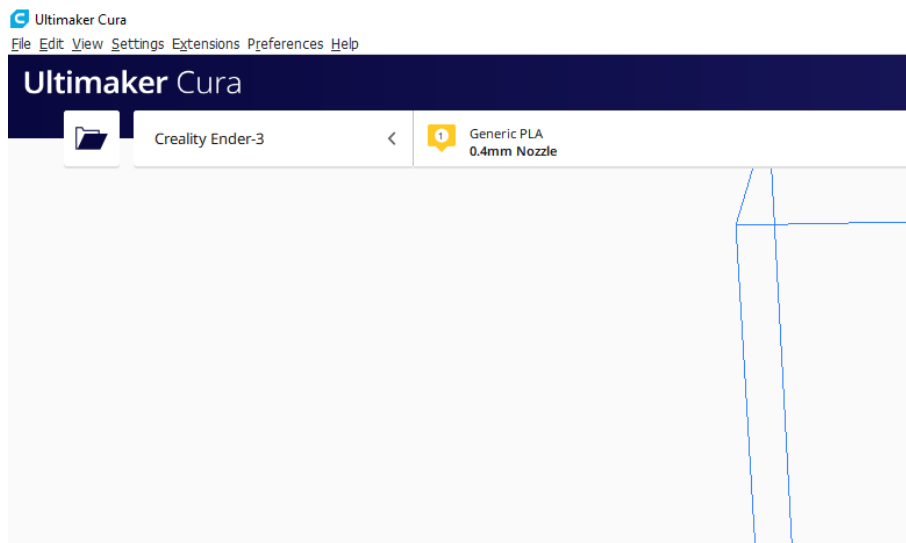 Ultimaker Cura
File Edit View Settings Extensions Preferences Help
Ultimaker Cura
Creality Ender-3
1
Generic PLA
0.4mm Nozzle